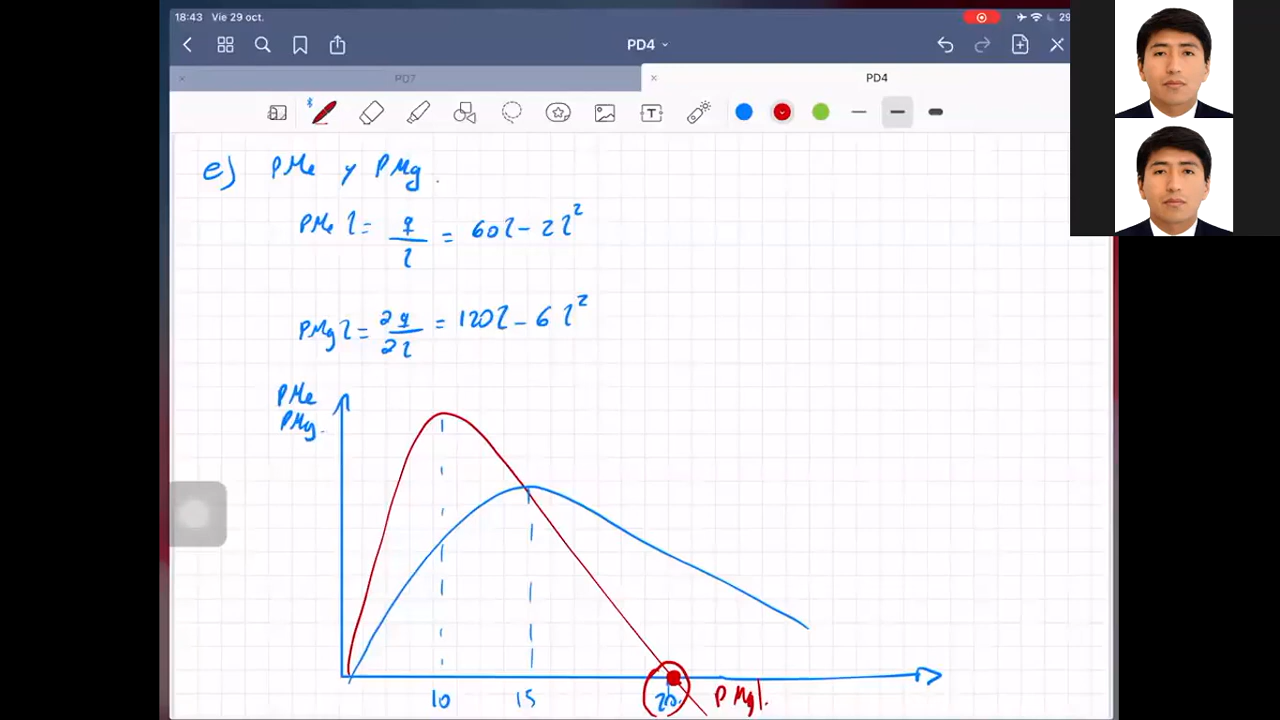 18:43 Vie 29 oct.
29
PD4
PD7
PD4
e) PMe y PMg.
PMe l = q/l = 60l - 2l²
PMg l = ∂q/∂l = 120l - 6l²
PMe
PMg.
10 15 20 PMgl.